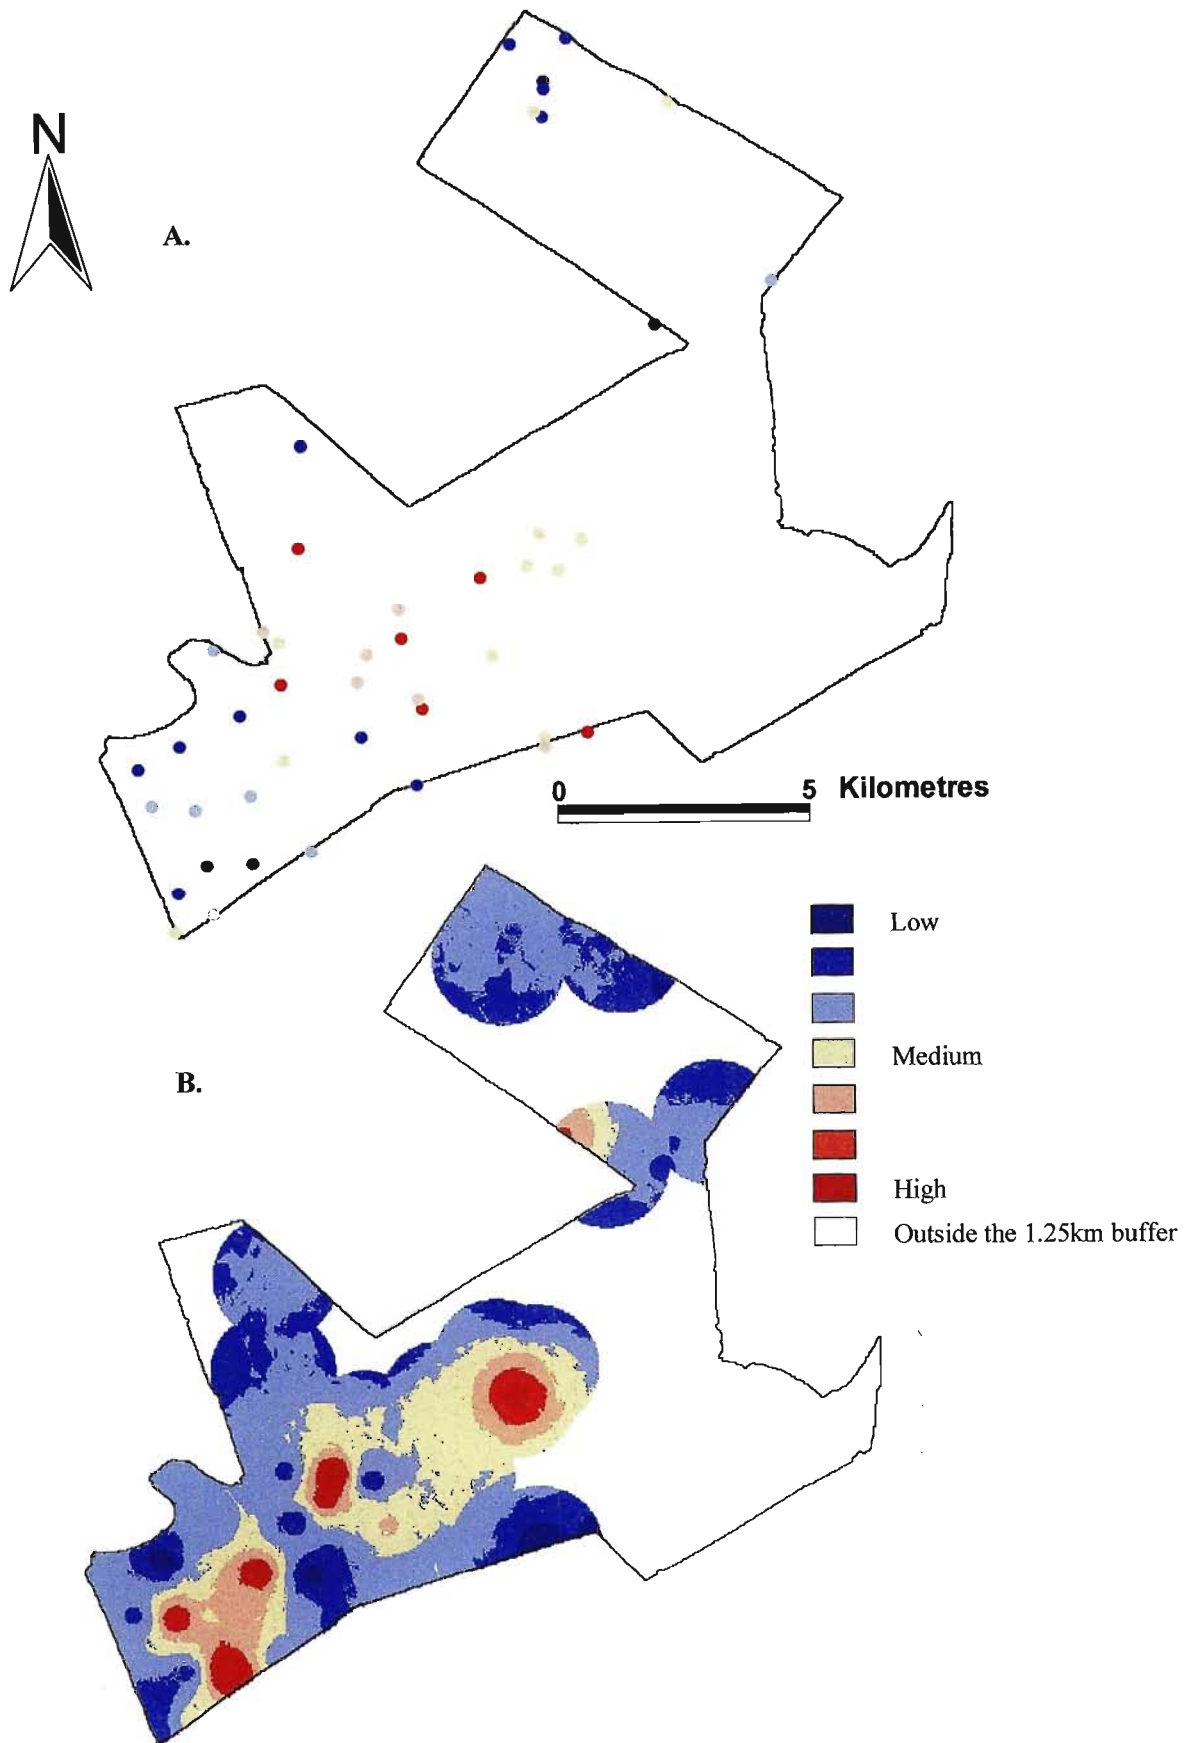 N
A.
0 5 Kilometres
Low
Medium
B.
High
Outside the 1.25km buffer